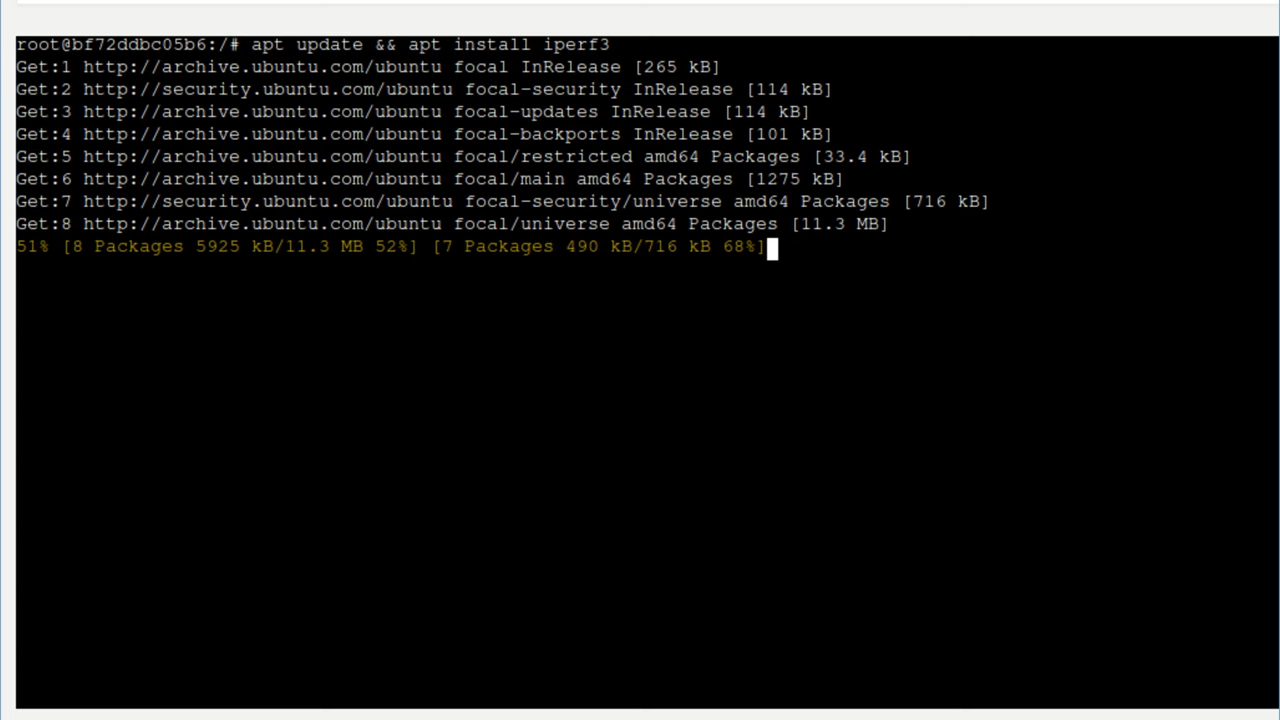 root@bf72ddbc05b6:/# apt update && apt install iperf3
Get:1 http://archive.ubuntu.com/ubuntu focal InRelease [265 kB]
Get:2 http://security.ubuntu.com/ubuntu focal-security InRelease [114 kB]
Get:3 http://archive.ubuntu.com/ubuntu focal-updates InRelease [114 kB]
Get:4 http://archive.ubuntu.com/ubuntu focal-backports InRelease [101 kB]
Get:5 http://archive.ubuntu.com/ubuntu focal/restricted amd64 Packages [33.4 kB]
Get:6 http://archive.ubuntu.com/ubuntu focal/main amd64 Packages [1275 kB]
Get:7 http://security.ubuntu.com/ubuntu focal-security/universe amd64 Packages [716 kB]
Get:8 http://archive.ubuntu.com/ubuntu focal/universe amd64 Packages [11.3 MB]
51% [8 Packages 5925 kB/11.3 MB 52%] [7 Packages 490 kB/716 kB 68%]